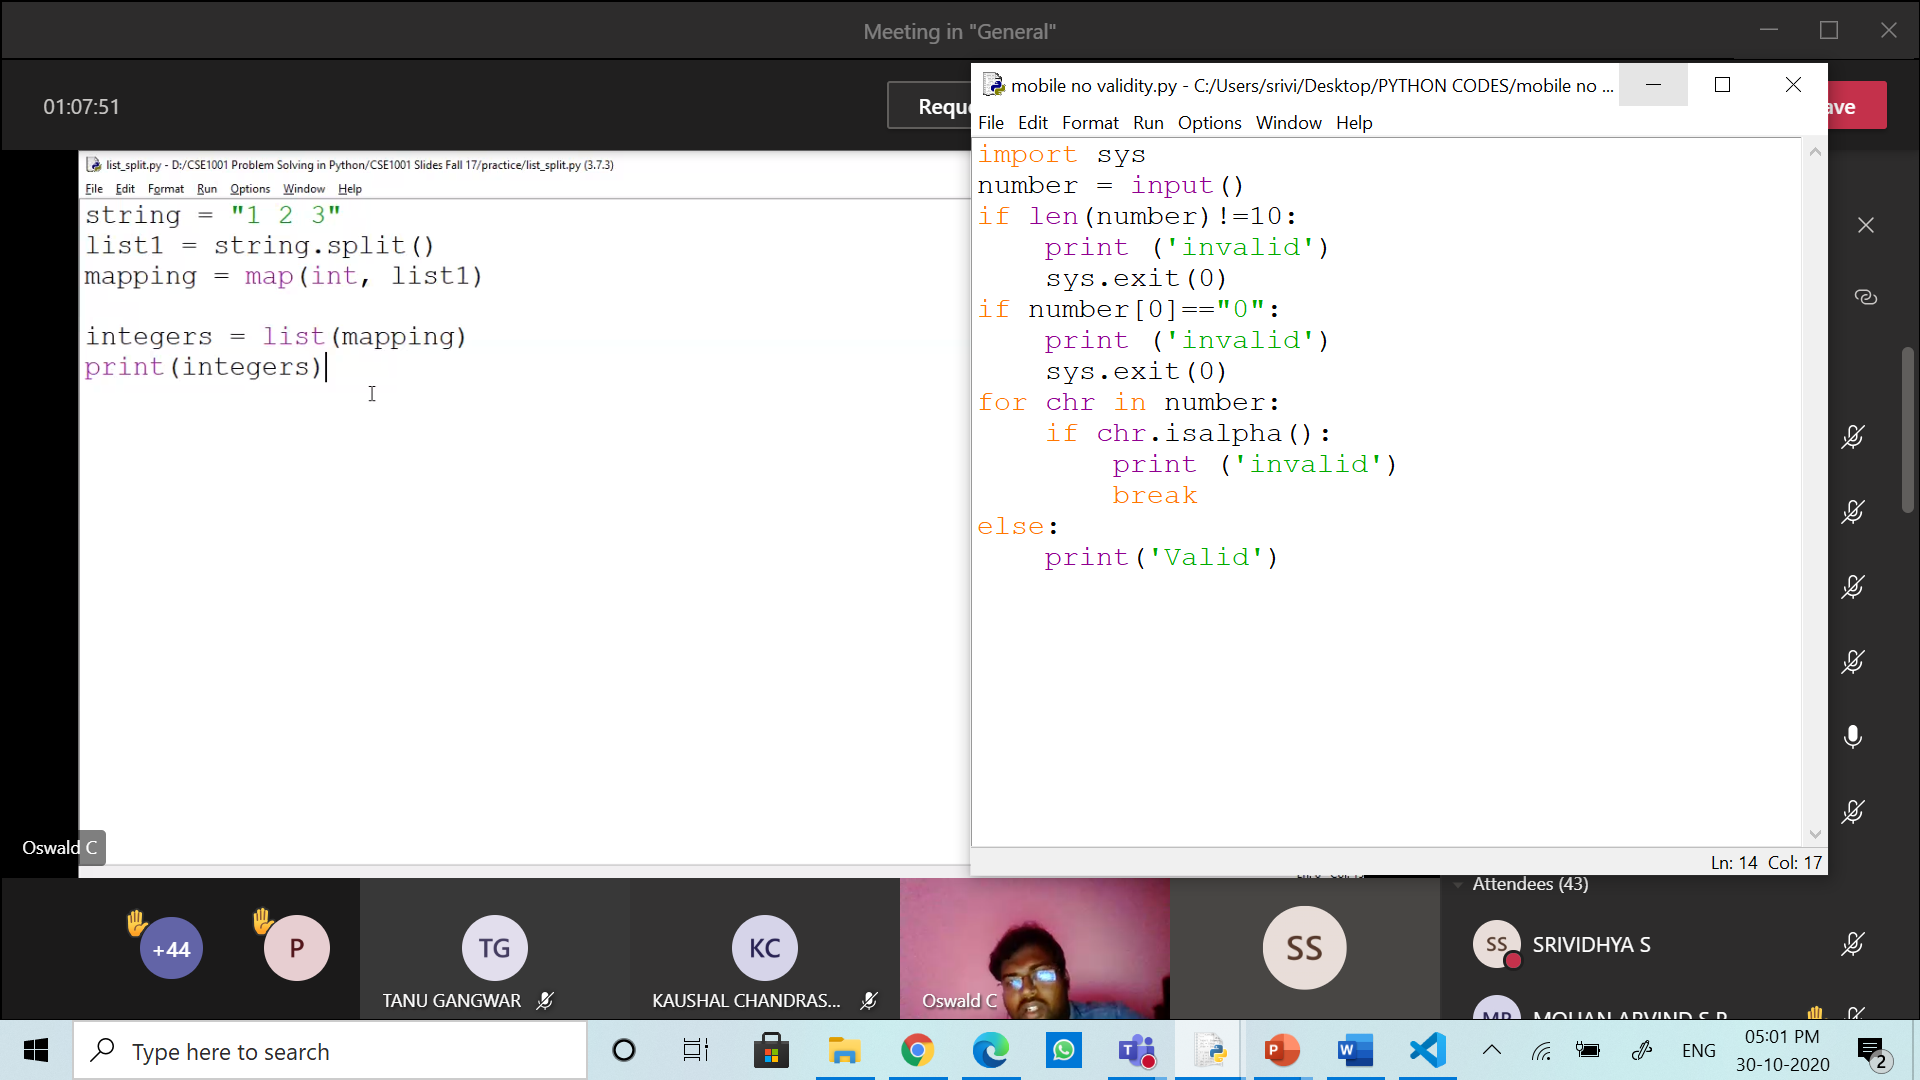 Meeting in "General"
01:07:51
Requ
ave
list_split.py - D:/CSE1001 Problem Solving in Python/CSE1001 Slides Fall 17/practice/list_split.py (3.7.3)
File Edit Format Run Options Window Help
string = "1 2 3"
list1 = string.split()
mapping = map(int, list1)
integers = list(mapping)
print(integers)
mobile no validity.py - C:/Users/srivi/Desktop/PYTHON CODES/mobile no ...
File Edit Format Run Options Window Help
import sys
number = input()
if len(number)!=10:
    print ('invalid')
    sys.exit(0)
if number[0]=="0":
    print ('invalid')
    sys.exit(0)
for chr in number:
    if chr.isalpha():
        print ('invalid')
        break
else:
    print('Valid')
Ln: 14 Col: 17
Oswald C
+44
P
TG
TANU GANGWAR
KC
KAUSHAL CHANDRAS...
Oswald C
SS
Attendees (43)
SS SRIVIDHYA S
MOHAN ARVIND S P
Type here to search
ENG
05:01 PM
30-10-2020
2